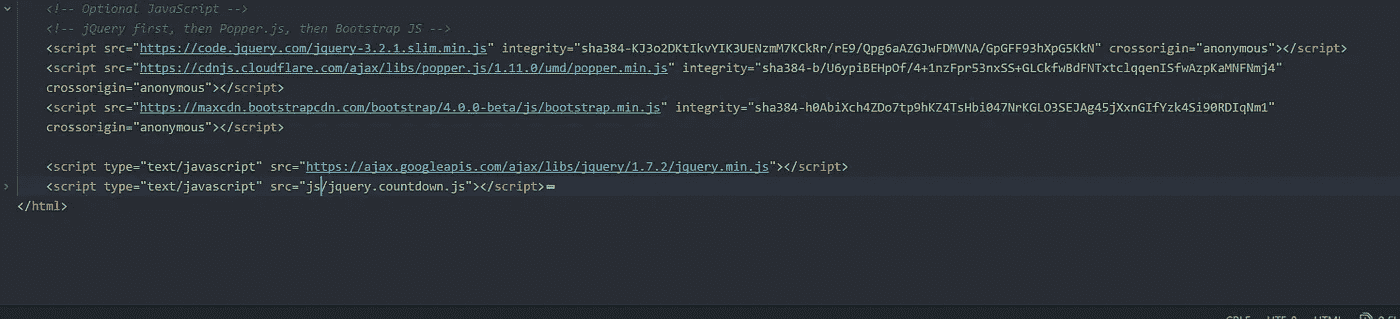 <!-- Optional JavaScript -->
<!-- jQuery first, then Popper.js, then Bootstrap JS -->
<script src="https://code.jquery.com/jquery-3.2.1.slim.min.js" integrity="sha384-KJ3o2DKtIkvYIK3UENzmM7KCkRr/rE9/Qpg6aAZGJwFDMVNA/GpGFF93hXpG5KkN" crossorigin="anonymous"></script>
<script src="https://cdnjs.cloudflare.com/ajax/libs/popper.js/1.11.0/umd/popper.min.js" integrity="sha384-b/U6ypiBEHpOf/4+1nzFpr53nxSS+GLCkfwBdFNTxtclqqenISfwAzpKaMNFNmj4"
crossorigin="anonymous"></script>
<script src="https://maxcdn.bootstrapcdn.com/bootstrap/4.0.0-beta/js/bootstrap.min.js" integrity="sha384-h0AbiXch4ZDo7tp9hKZ4TsHbi047NrKGLO3SEJAg45jXxnGIfYzk4Si90RDIqNm1"
crossorigin="anonymous"></script>
<script type="text/javascript" src="https://ajax.googleapis.com/ajax/libs/jquery/1.7.2/jquery.min.js"></script>
<script type="text/javascript" src="js/jquery.countdown.js"></script>
</html>